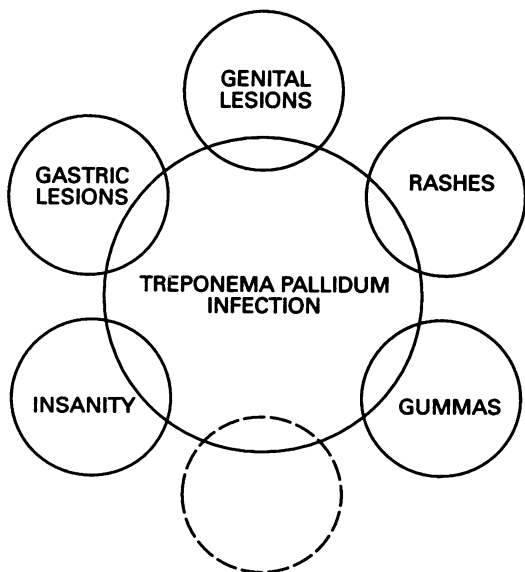 GENITAL
LESIONS
GASTRIC
LESIONS
RASHES
TREPONEMA PALLIDUM
INFECTION
INSANITY
GUMMAS